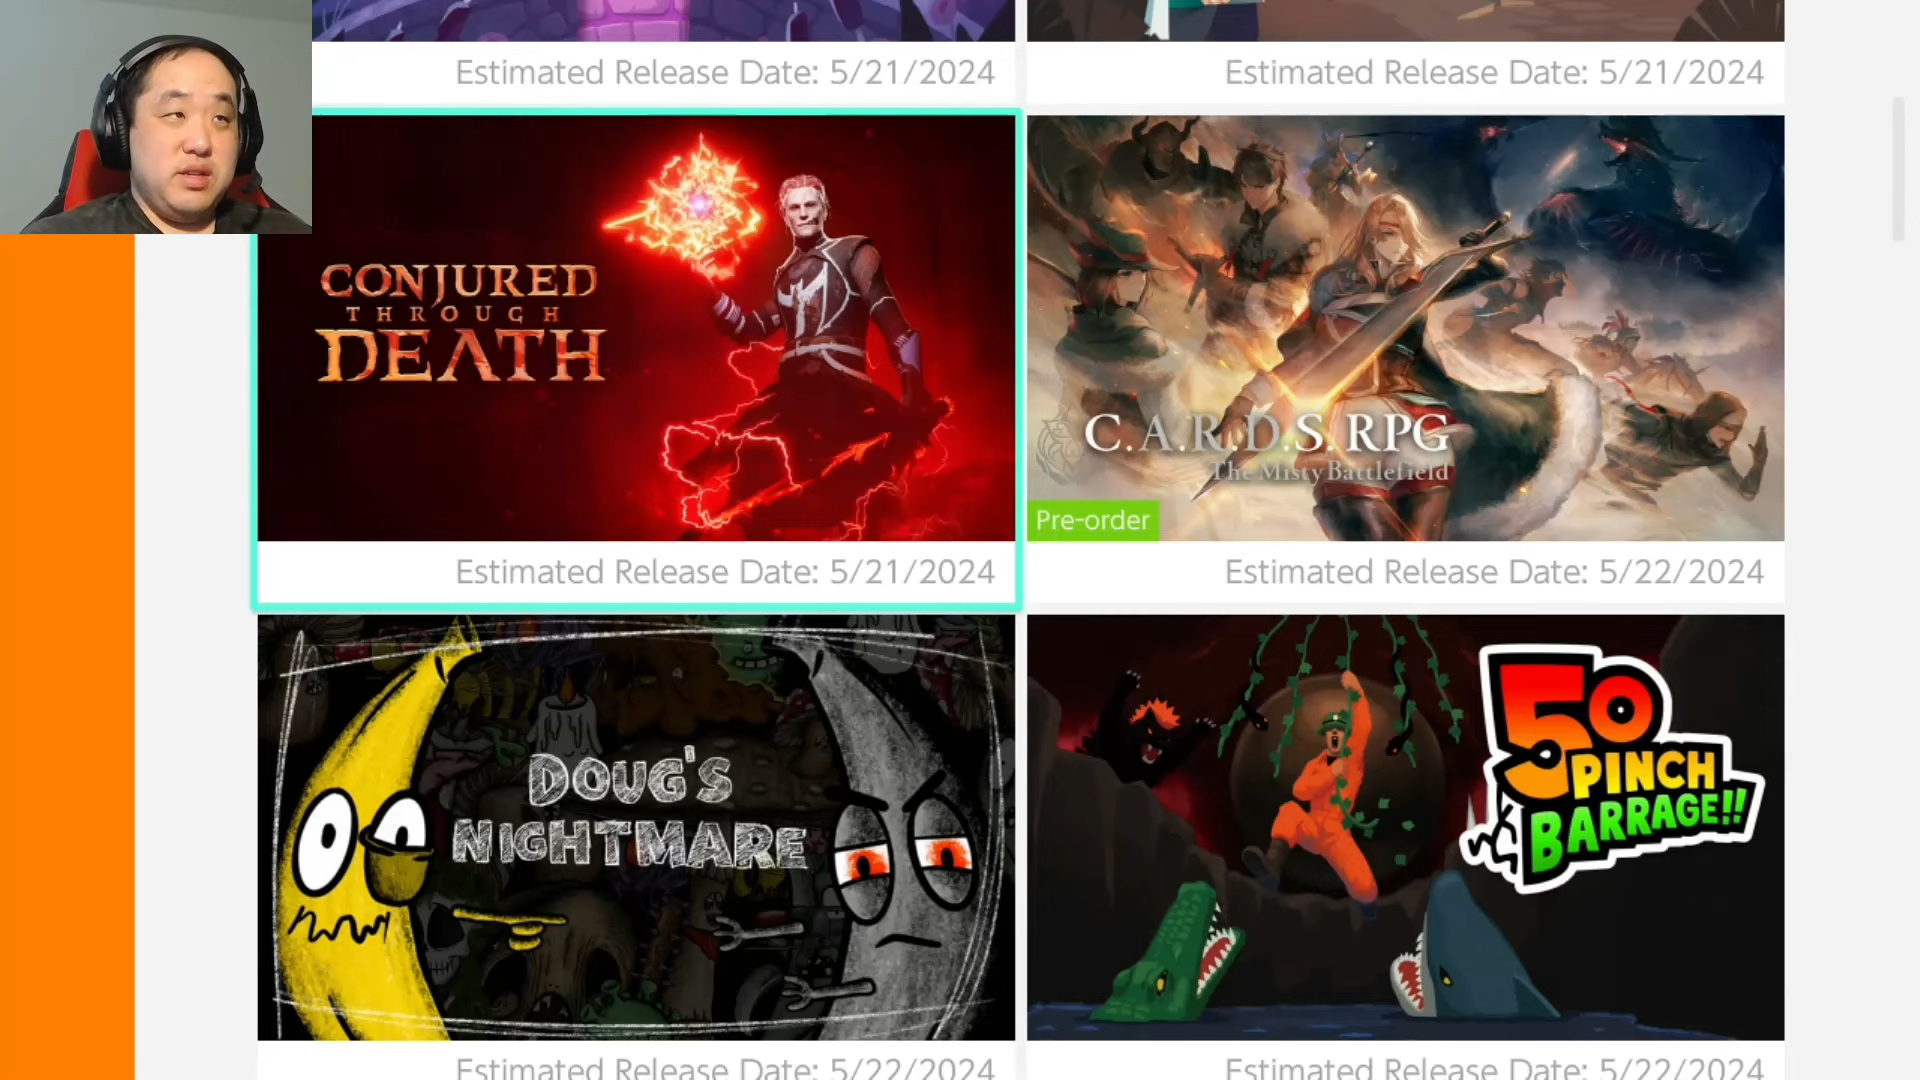 Estimated Release Date: 5/21/2024
Estimated Release Date: 5/21/2024
CONJURED
THROUGH
DEATH
C.A.R.D.S. RPG
The Misty Battlefield
Pre-order
Estimated Release Date: 5/21/2024
Estimated Release Date: 5/22/2024
DOUG'S
NIGHTMARE
50
PINCH
BARRAGE!!
Estimated Release Date: 5/22/2024
Estimated Release Date: 5/22/2024